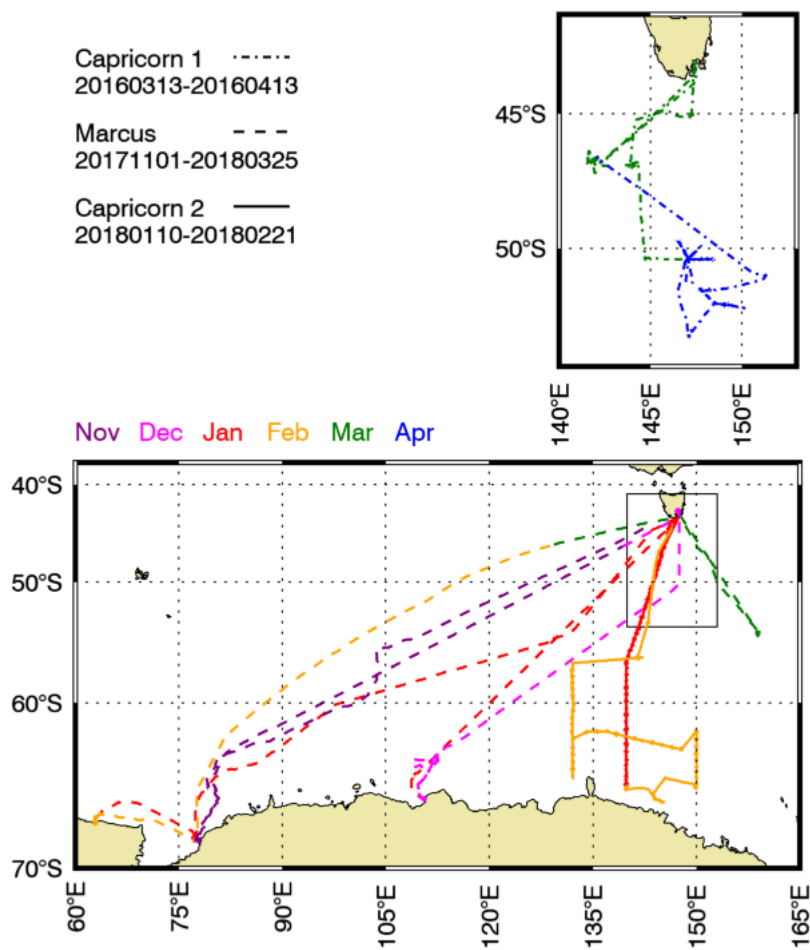 Capricorn 1
20160313-20160413
Marcus
20171101-20180325
Capricorn 2
20180110-20180221
45°S
50°S
140°E
145°E
150°E
Nov Dec Jan Feb Mar Apr
40°S
50°S
60°S
70°S
60°E
75°E
90°E
105°E
120°E
135°E
150°E
165°E